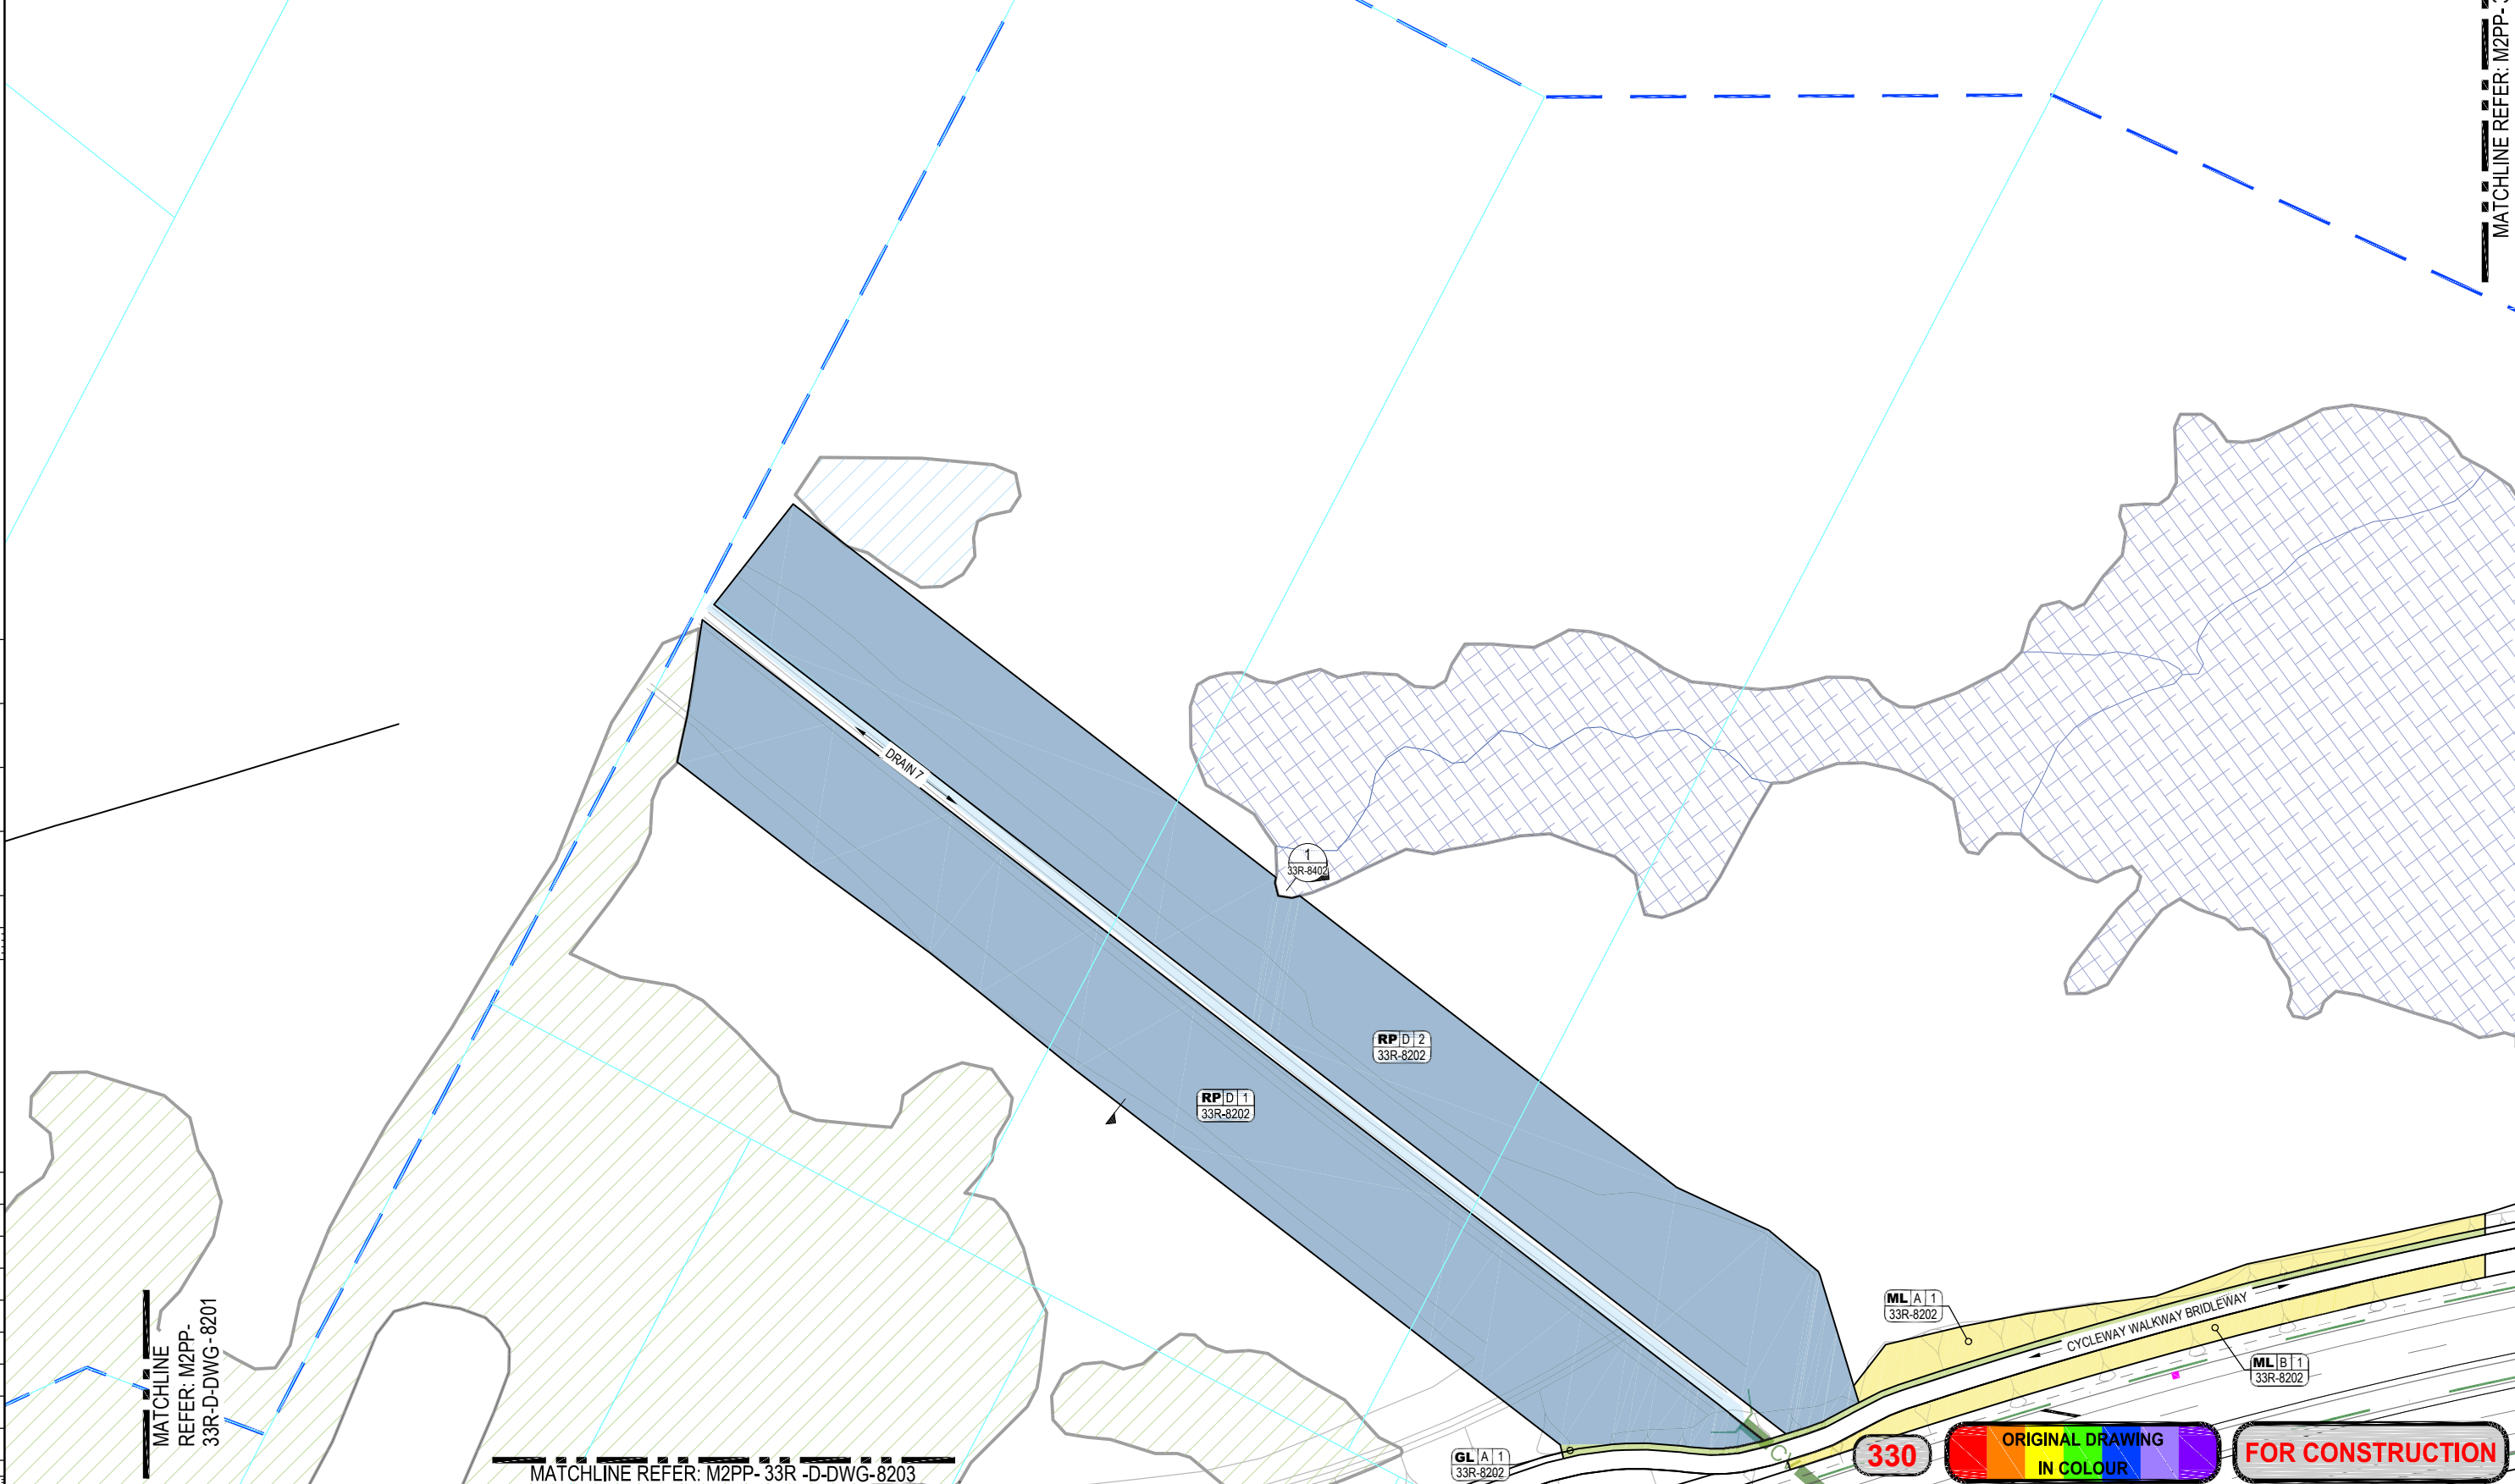 MATCHLINE REFER: M2PP-
DRAIN 7
1
33R-8402
RP D 2
33R-8202
RP D 1
33R-8202
ML A 1
33R-8202
CYCLEWAY WALKWAY BRIDLEWAY
ML B 1
33R-8202
MATCHLINE
REFER: M2PP-
33R-D-DWG-8201
MATCHLINE REFER: M2PP-33R-D-DWG-8203
GL A 1
33R-8202
330
ORIGINAL DRAWING
IN COLOUR
FOR CONSTRUCTION